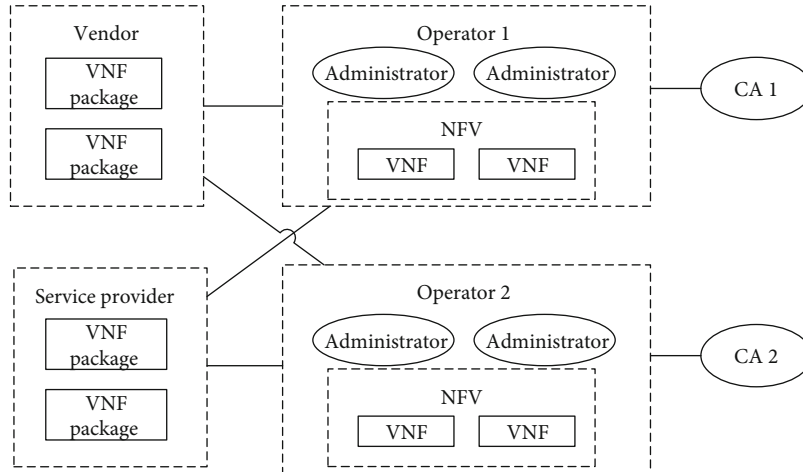 Vendor
VNF
package
VNF
package
Operator 1
Administrator
Administrator
NFV
VNF
VNF
CA 1
Service provider
VNF
package
VNF
package
Operator 2
Administrator
Administrator
NFV
VNF
VNF
CA 2